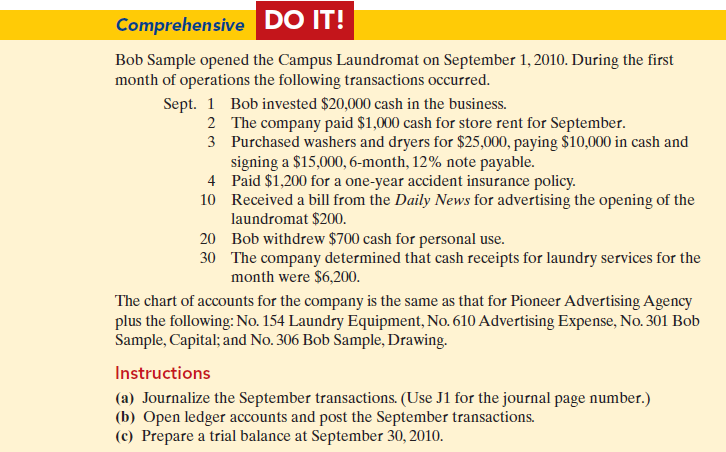 Comprehensive DO IT!
Bob Sample opened the Campus Laundromat on September 1, 2010. During the first
month of operations the following transactions occurred.
Sept. 1 Bob invested $20,000 cash in the business.
2 The company paid $1,000 cash for store rent for September.
3 Purchased washers and dryers for $25,000, paying $10,000 in cash and
signing a $15,000, 6-month, 12% note payable.
4 Paid $1,200 for a one-year accident insurance policy.
10 Received a bill from the Daily News for advertising the opening of the
laundromat $200.
20 Bob withdrew $700 cash for personal use.
30 The company determined that cash receipts for laundry services for the
month were $6,200.
The chart of accounts for the company is the same as that for Pioneer Advertising Agency
plus the following: No. 154 Laundry Equipment, No. 610 Advertising Expense, No. 301 Bob
Sample, Capital; and No. 306 Bob Sample, Drawing.
Instructions
(a) Journalize the September transactions. (Use J1 for the journal page number.)
(b) Open ledger accounts and post the September transactions.
(c) Prepare a trial balance at September 30, 2010.